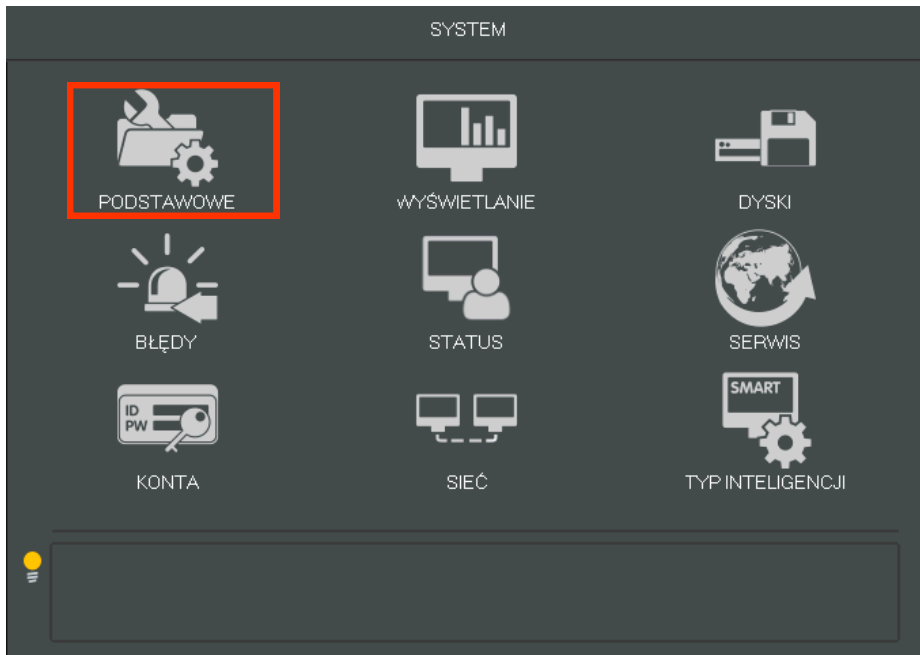 SYSTEM
PODSTAWOWE
WYŚWIETLANIE
DYSKI
BŁĘDY
STATUS
SERWIS
ID
PW
SMART
KONTA
SIEĆ
TYP INTELIGENCJI